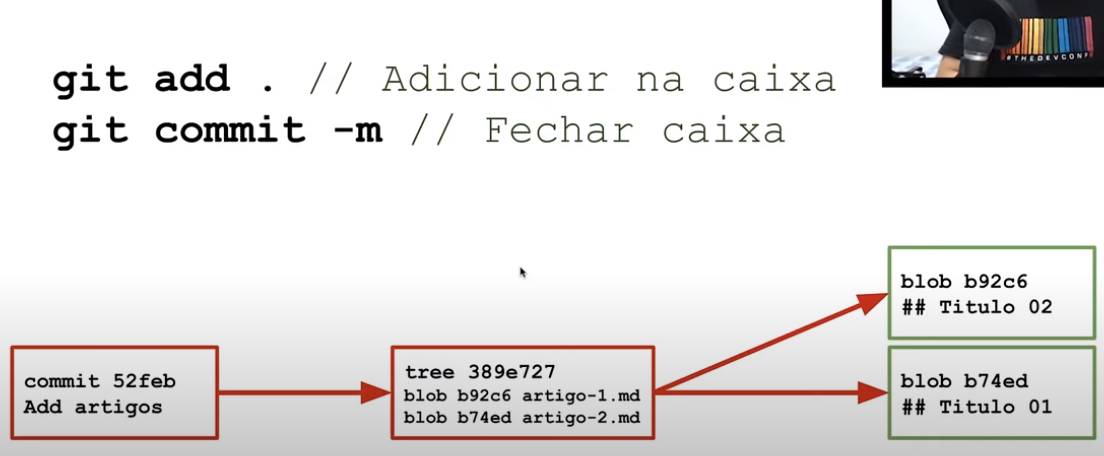 git add . // Adicionar na caixa
git commit -m // Fechar caixa
#THEDEVCONF
commit 52feb
Add artigos
tree 389e727
blob b92c6 artigo-1.md
blob b74ed artigo-2.md
blob b92c6
## Titulo 02
blob b74ed
## Titulo 01